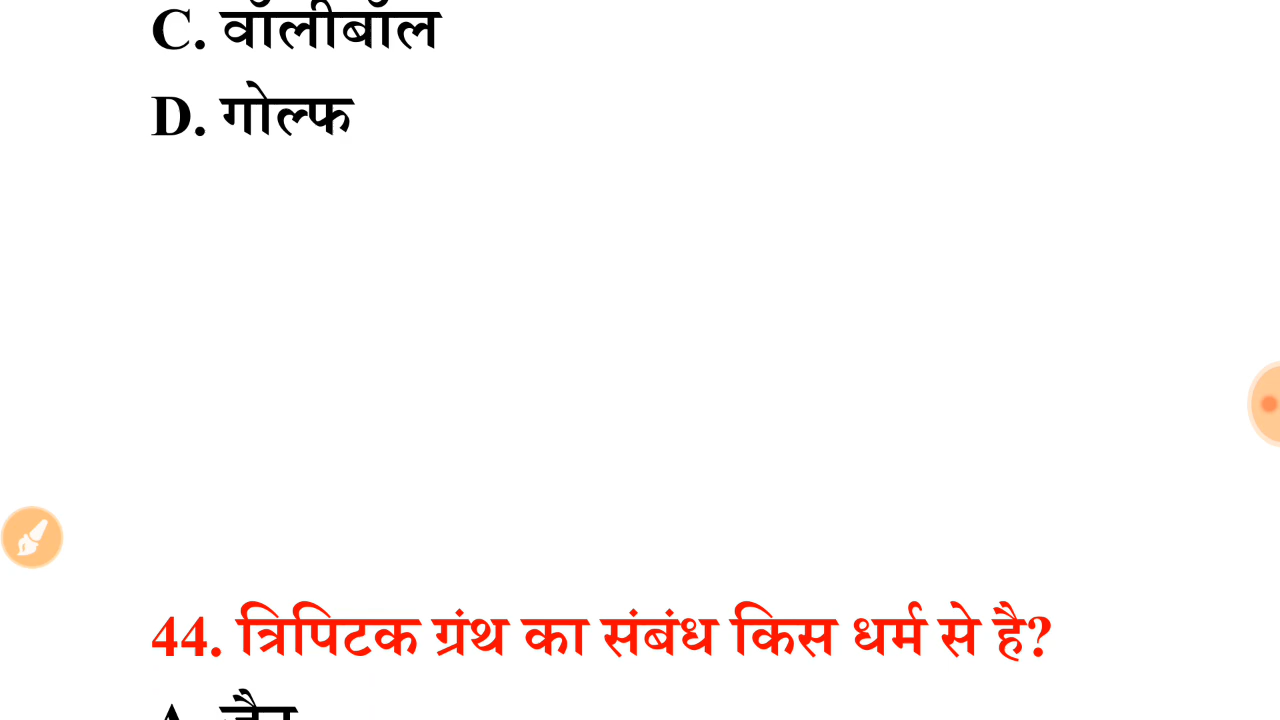 C. वॉलीबॉल
D. गोल्फ
44. त्रिपिटक ग्रंथ का संबंध किस धर्म से है?
A. जैन